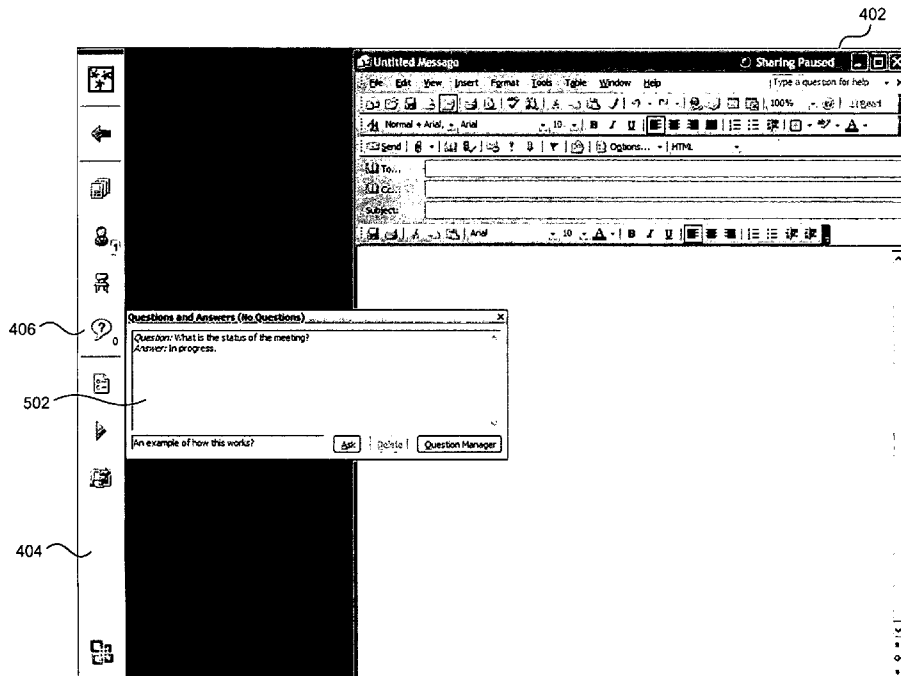 402
Untitled Message Sharing Paused
File Edit View Insert Format Tools Table Window Help Type a question for help
100% Read
Normal + Arial, Arial 10 B I U A
Send Options... HTML
To...
Cc...
Subject:
Arial 10 A B I U
1
406
0
Questions and Answers (No Questions) x
Question: What is the status of the meeting?
Answer: In progress.
502
An example of how this works? Ask Delete Question Manager
404